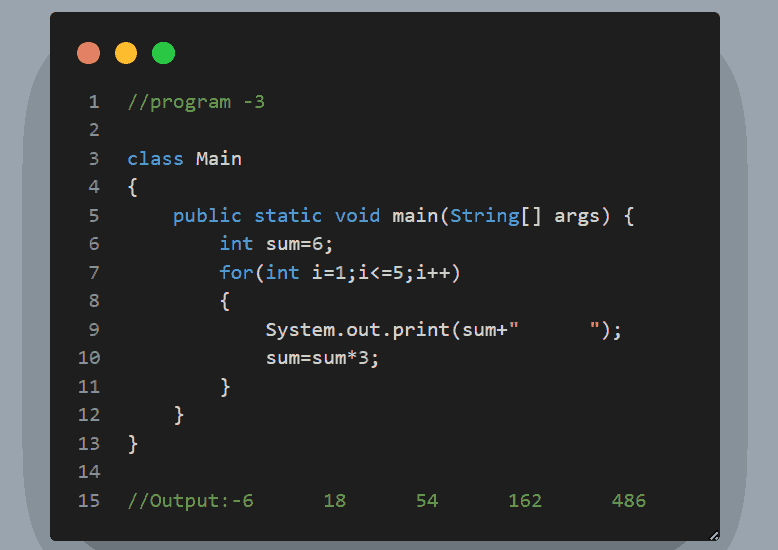 1 //program -3
2
3 class Main
4 {
5     public static void main(String[] args) {
6         int sum=6;
7         for(int i=1;i<=5;i++)
8         {
9             System.out.print(sum+"      ");
10             sum=sum*3;
11         }
12     }
13 }
14
15 //Output:-6      18      54      162      486